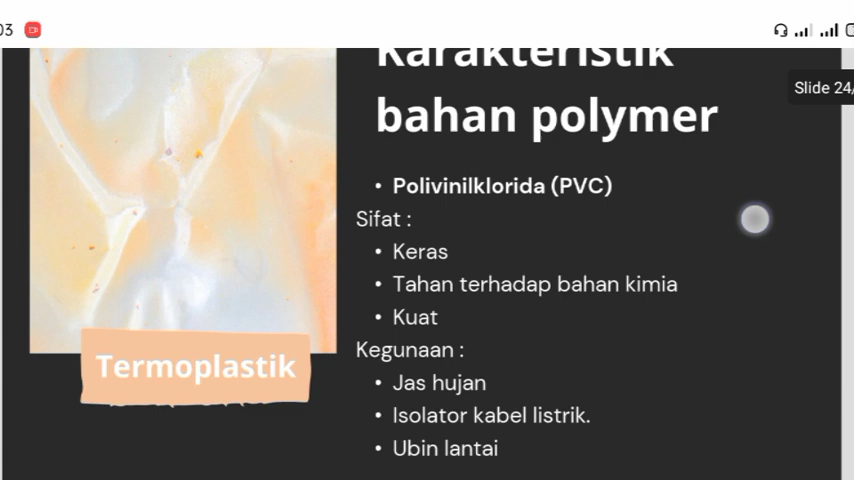 03
Slide 24/
Karakteristik
bahan polymer
• Polivinilklorida (PVC)
Sifat :
• Keras
• Tahan terhadap bahan kimia
• Kuat
Kegunaan :
• Jas hujan
• Isolator kabel listrik.
• Ubin lantai
Termoplastik